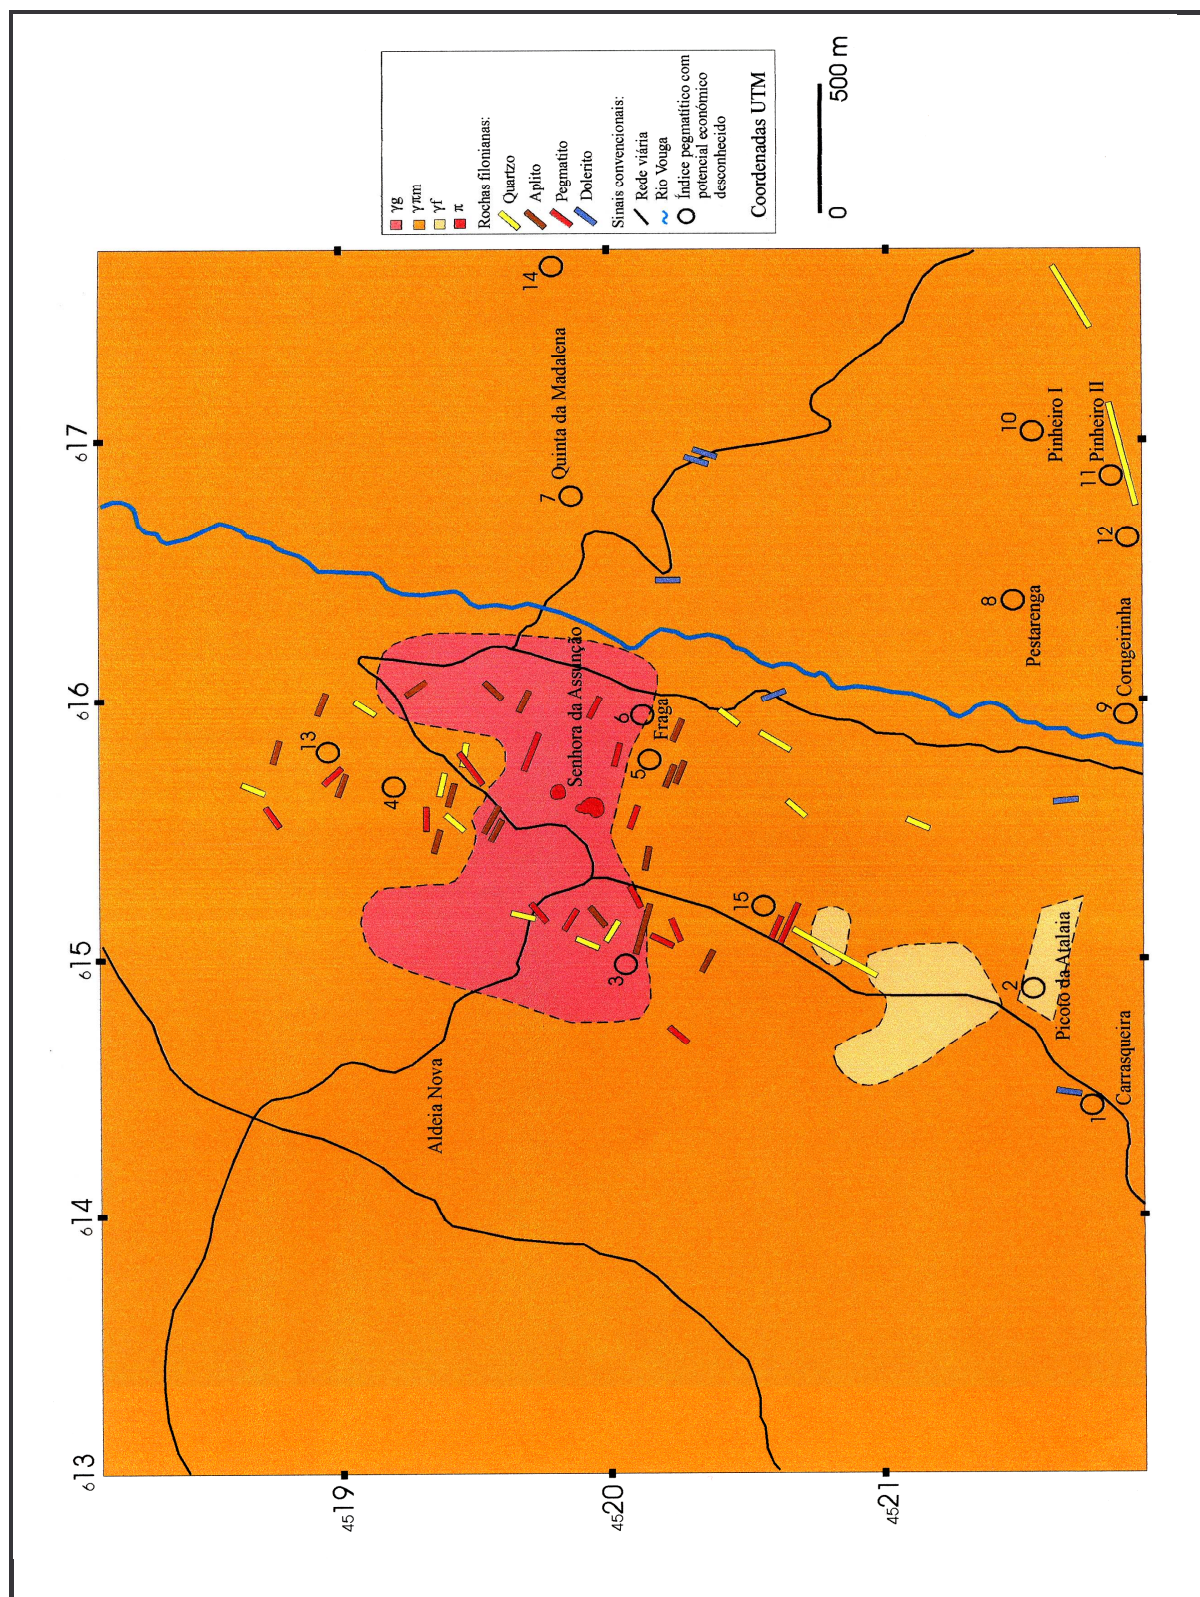 γg
γπm
γf
π
Rochas filonianas:
Quartzo
Aplito
Pegmatito
Dolerito
Sinais convencionais:
Rede viária
Rio Vouga
Índice pegmatítico com
potencial económico
desconhecido
Coordenadas UTM
0
500 m
613
614
615
616
617
4519
4520
4521
14
Quinta da Madalena
7
10
Pinheiro I
11
Pinheiro II
12
8
Pestarenga
9
Corugeirinha
13
4
Senhora da Assunção
6
Fraga
5
15
3
2
Picoto da Atalaia
1
Carrasqueira
Aldeia Nova